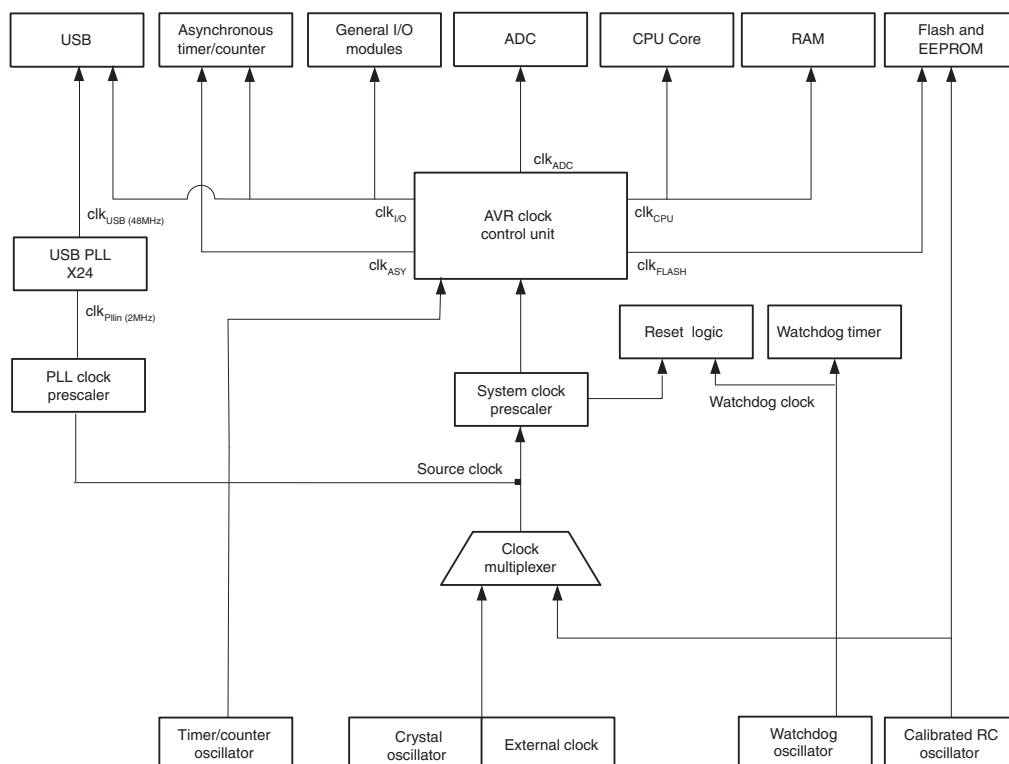 USB
Asynchronous
timer/counter
General I/O
modules
ADC
CPU Core
RAM
Flash and
EEPROM
clkADC
clkUSB (48MHz)
clkI/O
AVR clock
control unit
clkCPU
USB PLL
X24
clkASY
clkFLASH
clkPllin (2MHz)
Reset logic
Watchdog timer
PLL clock
prescaler
System clock
prescaler
Watchdog clock
Source clock
Clock
multiplexer
Timer/counter
oscillator
Crystal
oscillator
External clock
Watchdog
oscillator
Calibrated RC
oscillator